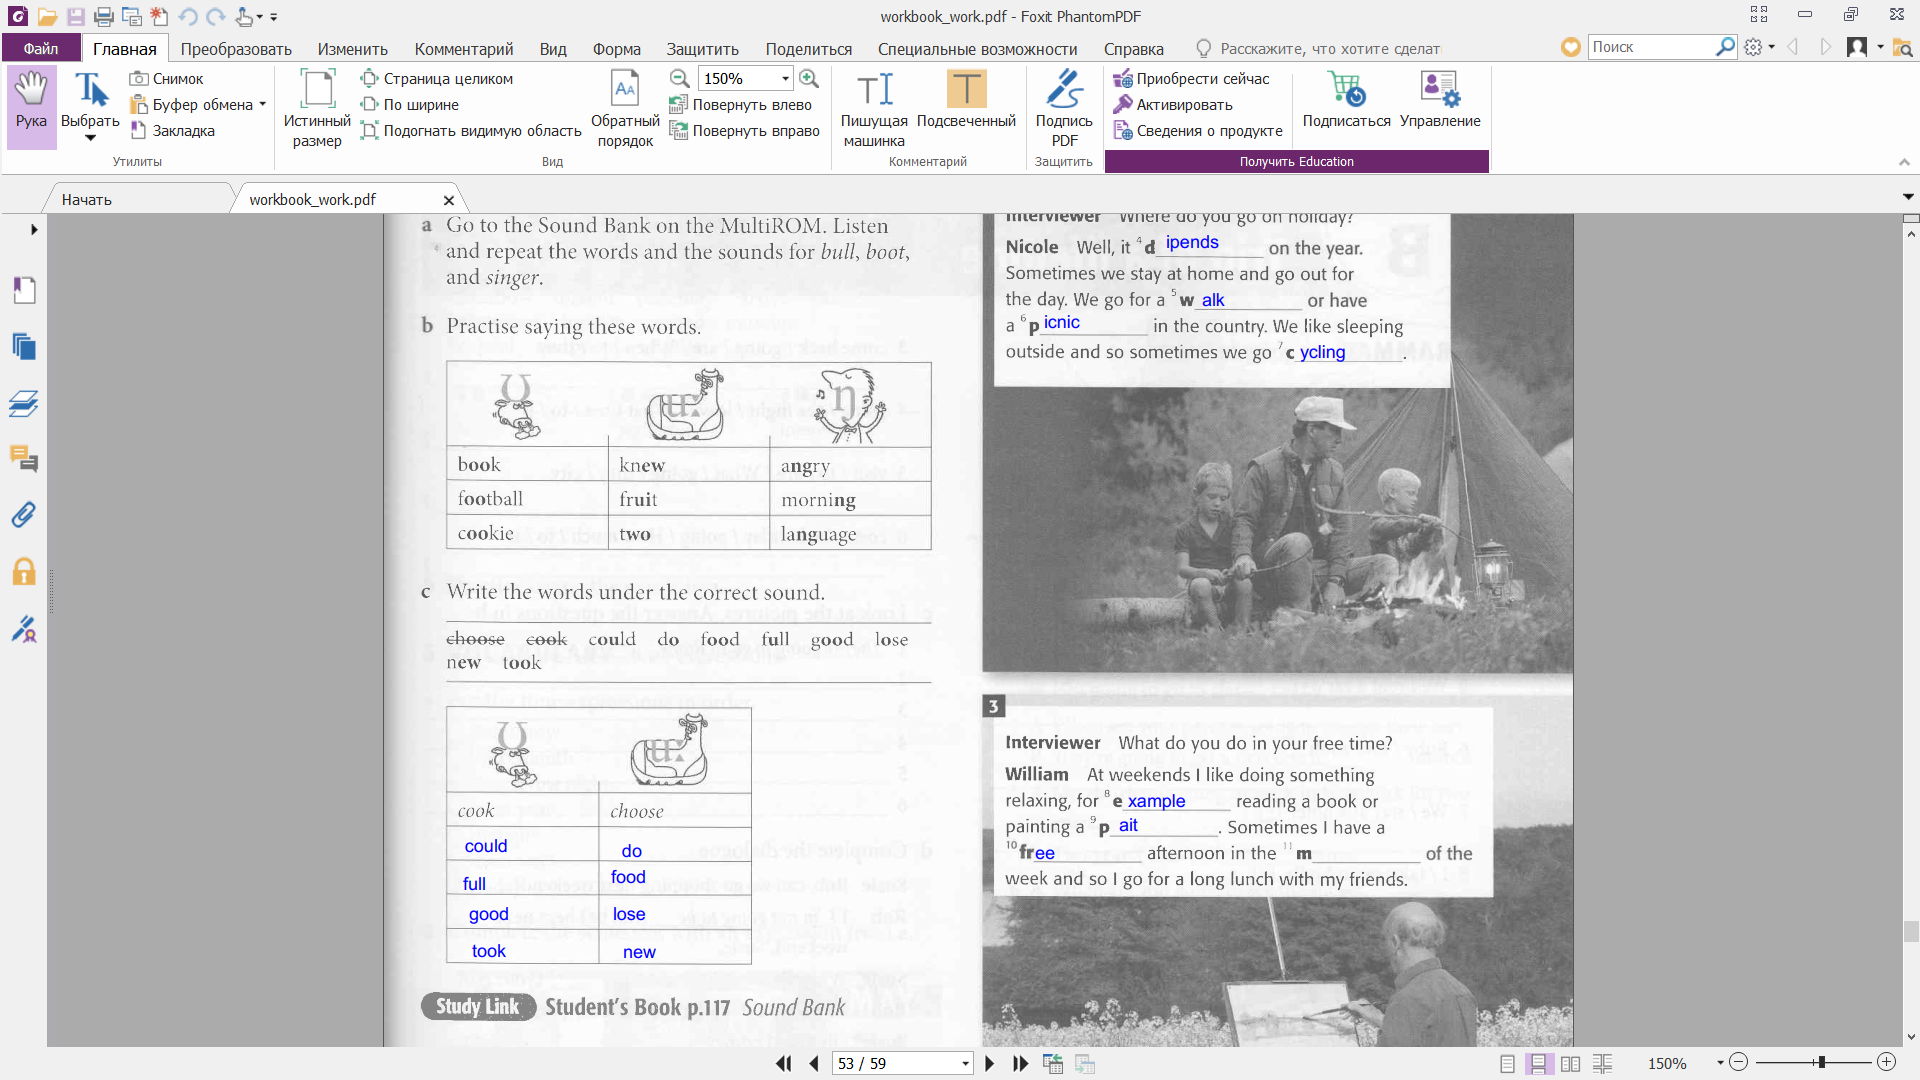 workbook_work.pdf - Foxit PhantomPDF
Файл Главная Преобразовать Изменить Комментарий Вид Форма Защитить Поделиться Специальные возможности Справка Расскажите, что хотите сделат Поиск
Рука
Выбрать
Снимок
Буфер обмена
Закладка
Утилиты
Истинный размер
Страница целиком
По ширине
Подогнать видимую область
Обратный порядок
150%
Повернуть влево
Повернуть вправо
Вид
Пишущая машинка
Подсвеченный
Комментарий
Подпись PDF
Защитить
Приобрести сейчас
Активировать
Сведения о продукте
Подписаться
Управление
Получить Education
Начать
workbook_work.pdf
a Go to the Sound Bank on the MultiROM. Listen
and repeat the words and the sounds for bull, boot,
and singer.
b Practise saying these words.
ʊ uː ŋ
book knew angry
football fruit morning
cookie two language
c Write the words under the correct sound.
choose cook could do food full good lose
new took
ʊ uː
cook choose
could do
full food
good lose
took new
Study Link Student's Book p.117 Sound Bank
Interviewer Where do you go on holiday?
Nicole Well, it 4 d ipends on the year.
Sometimes we stay at home and go out for
the day. We go for a 5 w alk or have
a 6 p icnic in the country. We like sleeping
outside and so sometimes we go 7 c ycling .
3
Interviewer What do you do in your free time?
William At weekends I like doing something
relaxing, for 8 e xample reading a book or
painting a 9 p ait . Sometimes I have a
10 fr ee afternoon in the 11 m of the
week and so I go for a long lunch with my friends.
53 / 59
150%